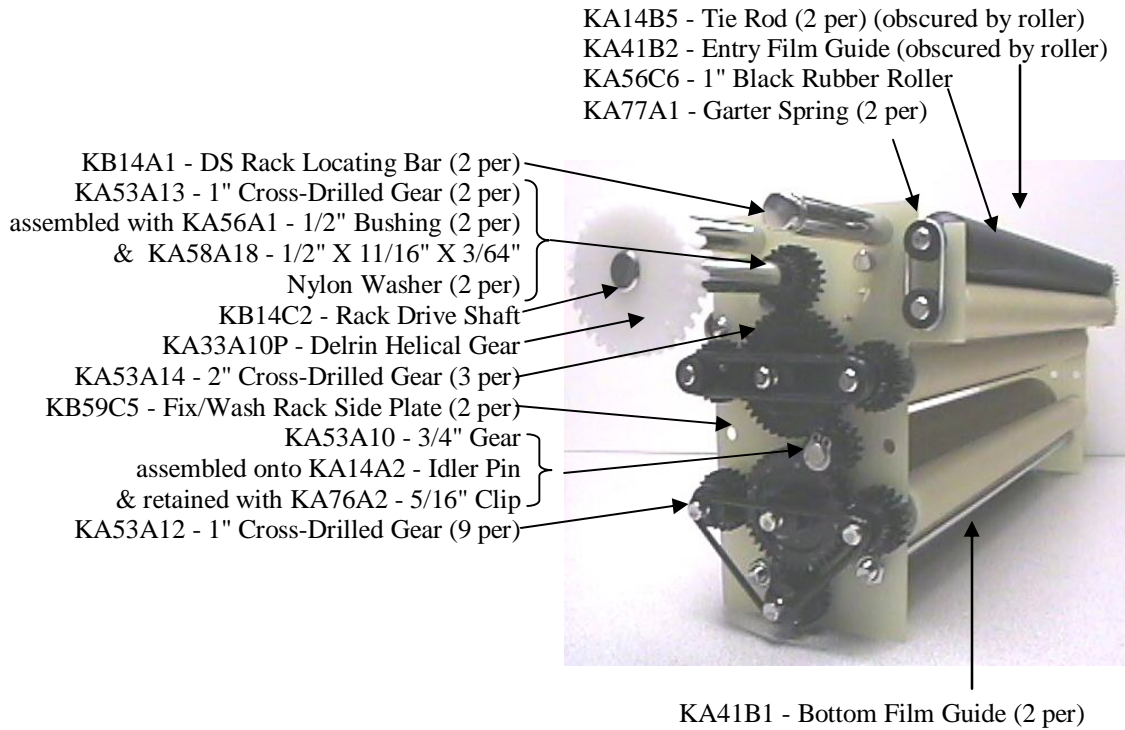 KA14B5 - Tie Rod (2 per) (obscured by roller)
KA41B2 - Entry Film Guide (obscured by roller)
KA56C6 - 1" Black Rubber Roller
KA77A1 - Garter Spring (2 per)
KB14A1 - DS Rack Locating Bar (2 per)
KA53A13 - 1" Cross-Drilled Gear (2 per)
assembled with KA56A1 - 1/2" Bushing (2 per)
& KA58A18 - 1/2" X 11/16" X 3/64"
Nylon Washer (2 per)
KB14C2 - Rack Drive Shaft
KA33A10P - Delrin Helical Gear
KA53A14 - 2" Cross-Drilled Gear (3 per)
KB59C5 - Fix/Wash Rack Side Plate (2 per)
KA53A10 - 3/4" Gear
assembled onto KA14A2 - Idler Pin
& retained with KA76A2 - 5/16" Clip
KA53A12 - 1" Cross-Drilled Gear (9 per)
KA41B1 - Bottom Film Guide (2 per)